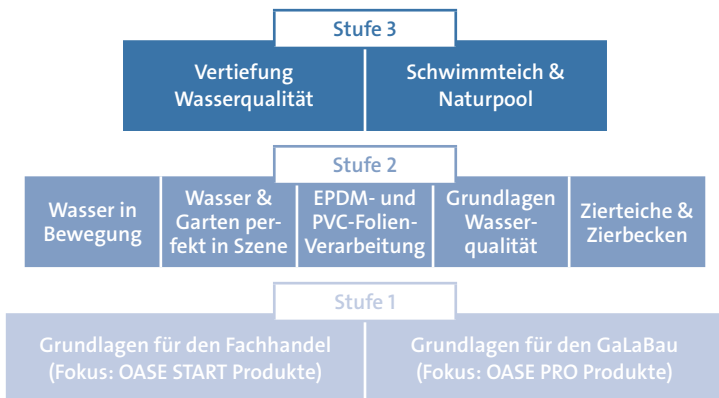 Stufe 3
Vertiefung
Wasserqualität
Schwimmteich &
Naturpool
Stufe 2
Wasser in
Bewegung
Wasser &
Garten per-
fekt in Szene
EPDM- und
PVC-Folien-
Verarbeitung
Grundlagen
Wasser-
qualität
Zierteiche &
Zierbecken
Stufe 1
Grundlagen für den Fachhandel
(Fokus: OASE START Produkte)
Grundlagen für den GaLaBau
(Fokus: OASE PRO Produkte)